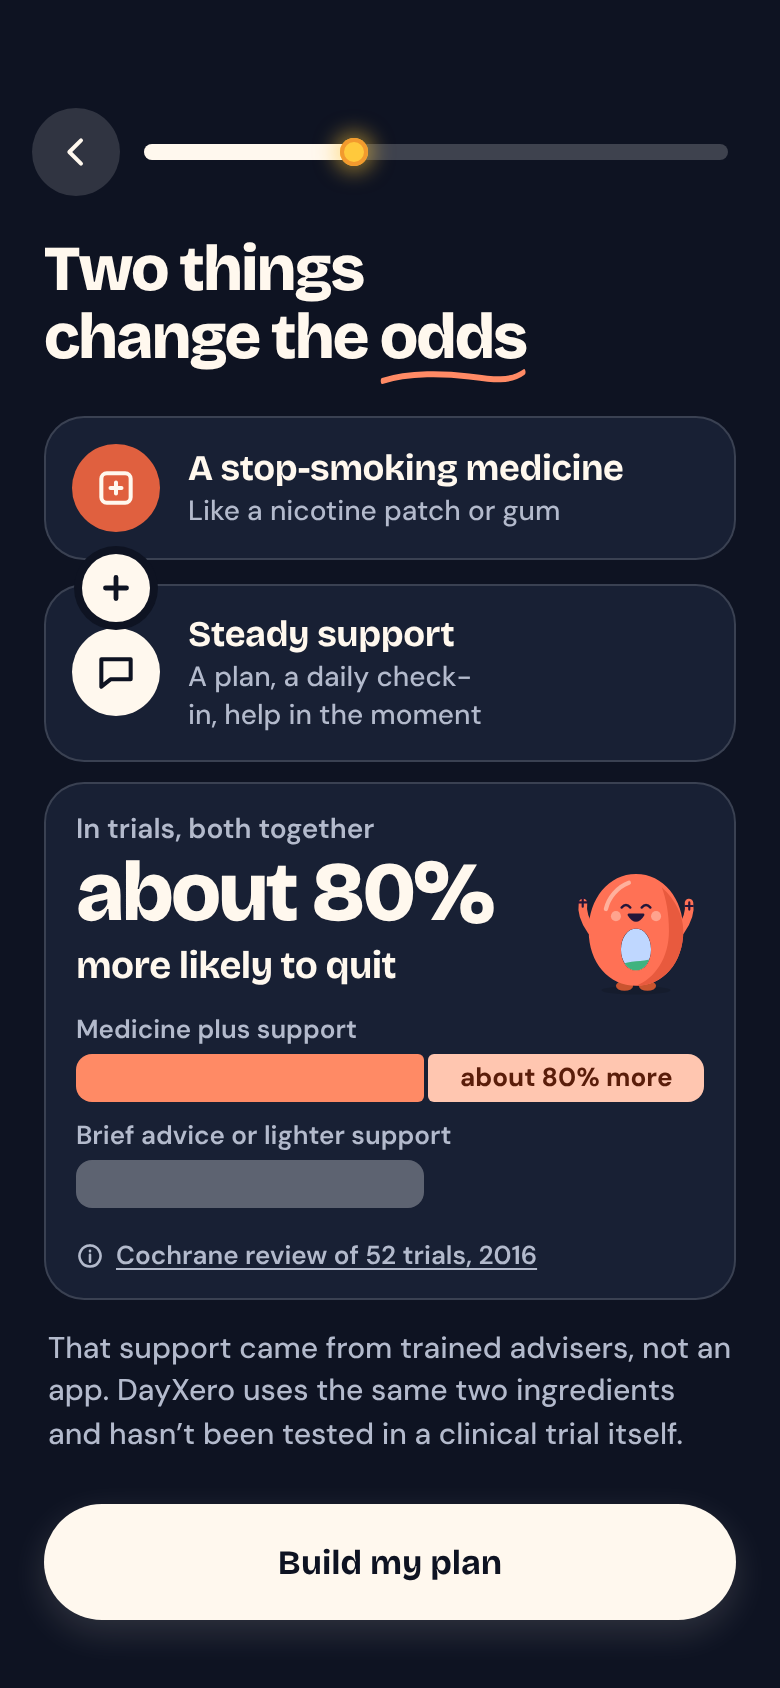 Two things
change the odds
A stop-smoking medicine
Like a nicotine patch or gum
Steady support
A plan, a daily check-
in, help in the moment
In trials, both together
about 80%
more likely to quit
Medicine plus support
about 80% more
Brief advice or lighter support
Cochrane review of 52 trials, 2016
That support came from trained advisers, not an
app. DayXero uses the same two ingredients
and hasn’t been tested in a clinical trial itself.
Build my plan